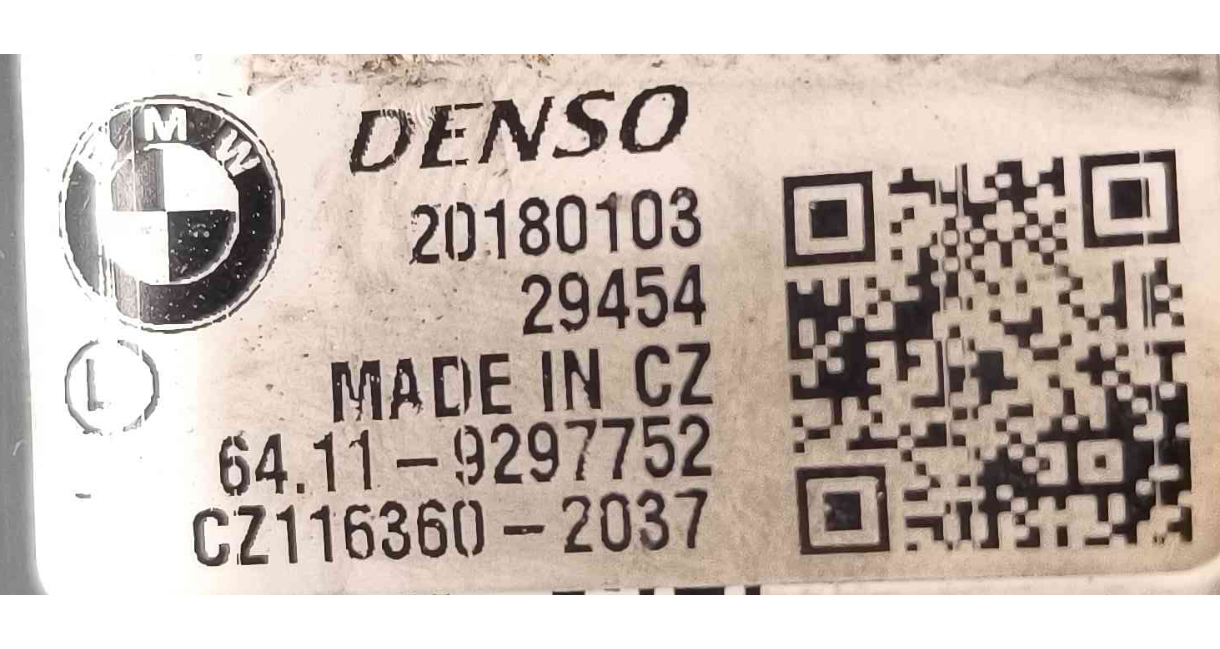 BMW
DENSO
20180103
29454
MADE IN CZ
L
64.11-9297752
CZ116360-2037